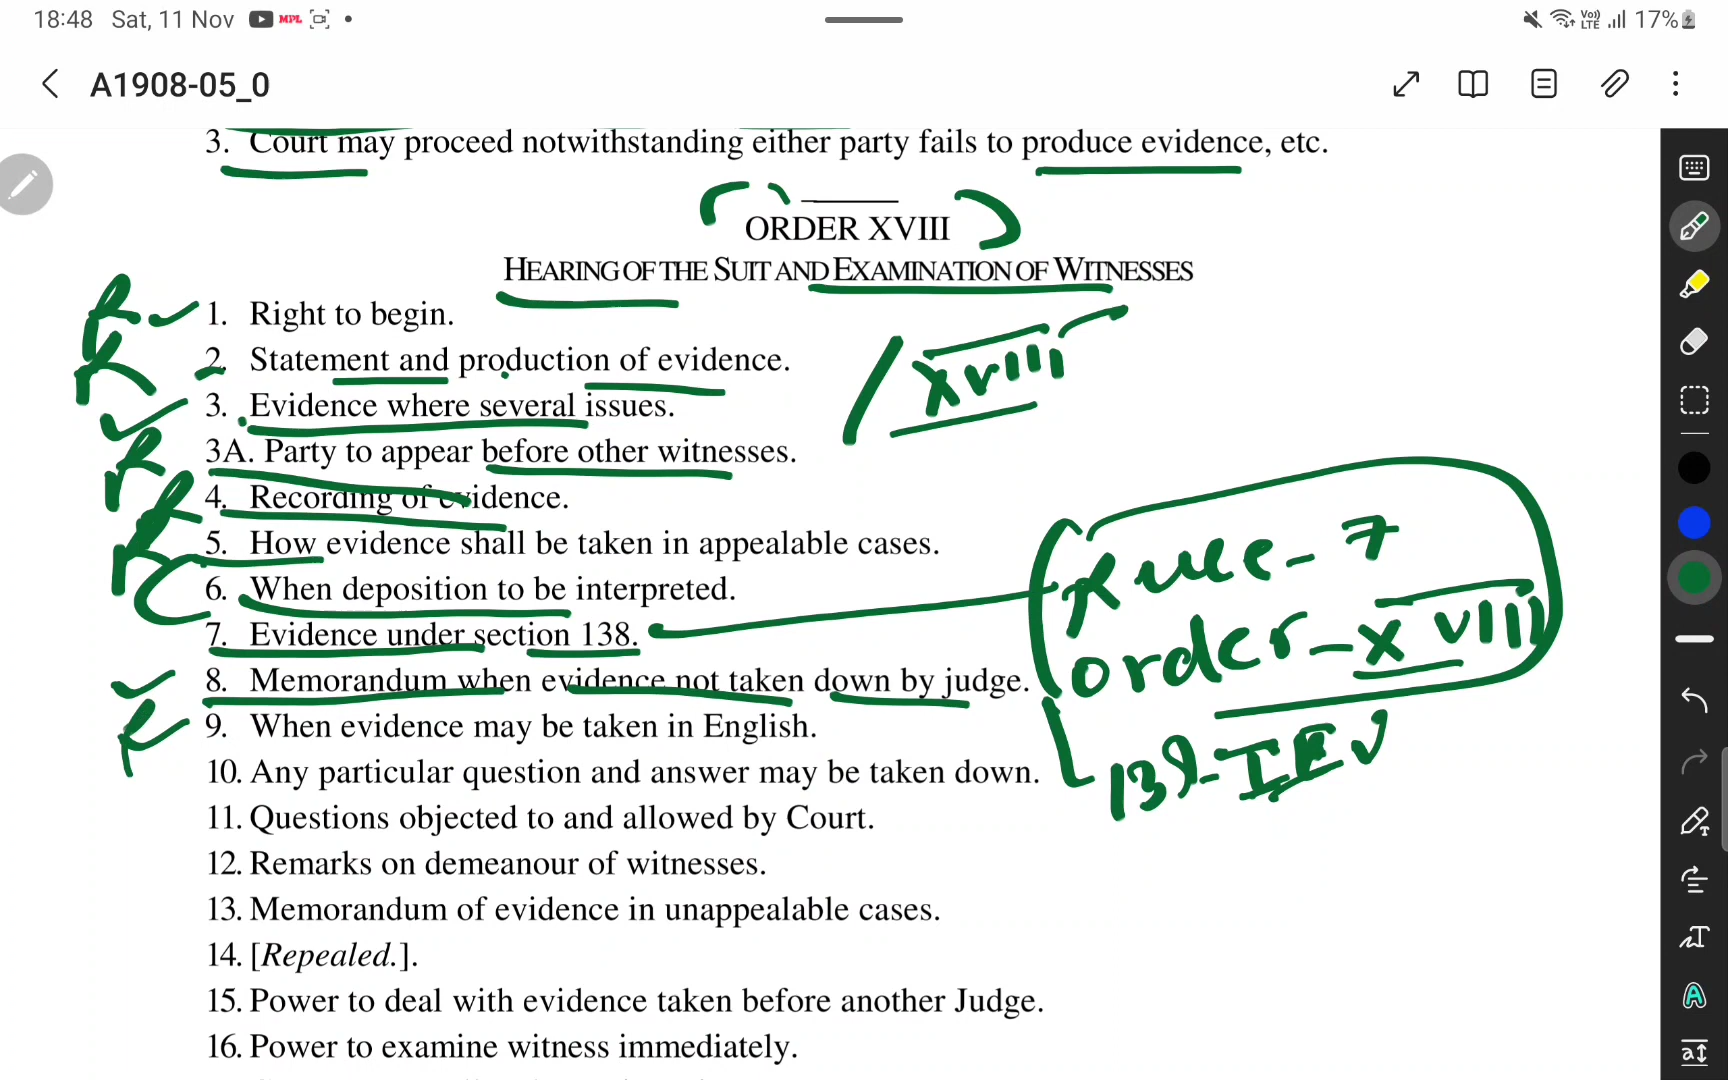 18:48 Sat, 11 Nov MPL
Vo)) LTE 17%
A1908-05_0
3. Court may proceed notwithstanding either party fails to produce evidence, etc.
ORDER XVIII
HEARING OF THE SUIT AND EXAMINATION OF WITNESSES
1. Right to begin.
2. Statement and production of evidence.
3. Evidence where several issues.
XVIII
3A. Party to appear before other witnesses.
4. Recording of evidence.
5. How evidence shall be taken in appealable cases.
6. When deposition to be interpreted.
7. Evidence under section 138.
Rule - 7
order - XVIII
8. Memorandum when evidence not taken down by judge.
9. When evidence may be taken in English.
10. Any particular question and answer may be taken down.
11. Questions objected to and allowed by Court.
12. Remarks on demeanour of witnesses.
13. Memorandum of evidence in unappealable cases.
14. [Repealed.].
15. Power to deal with evidence taken before another Judge.
16. Power to examine witness immediately.